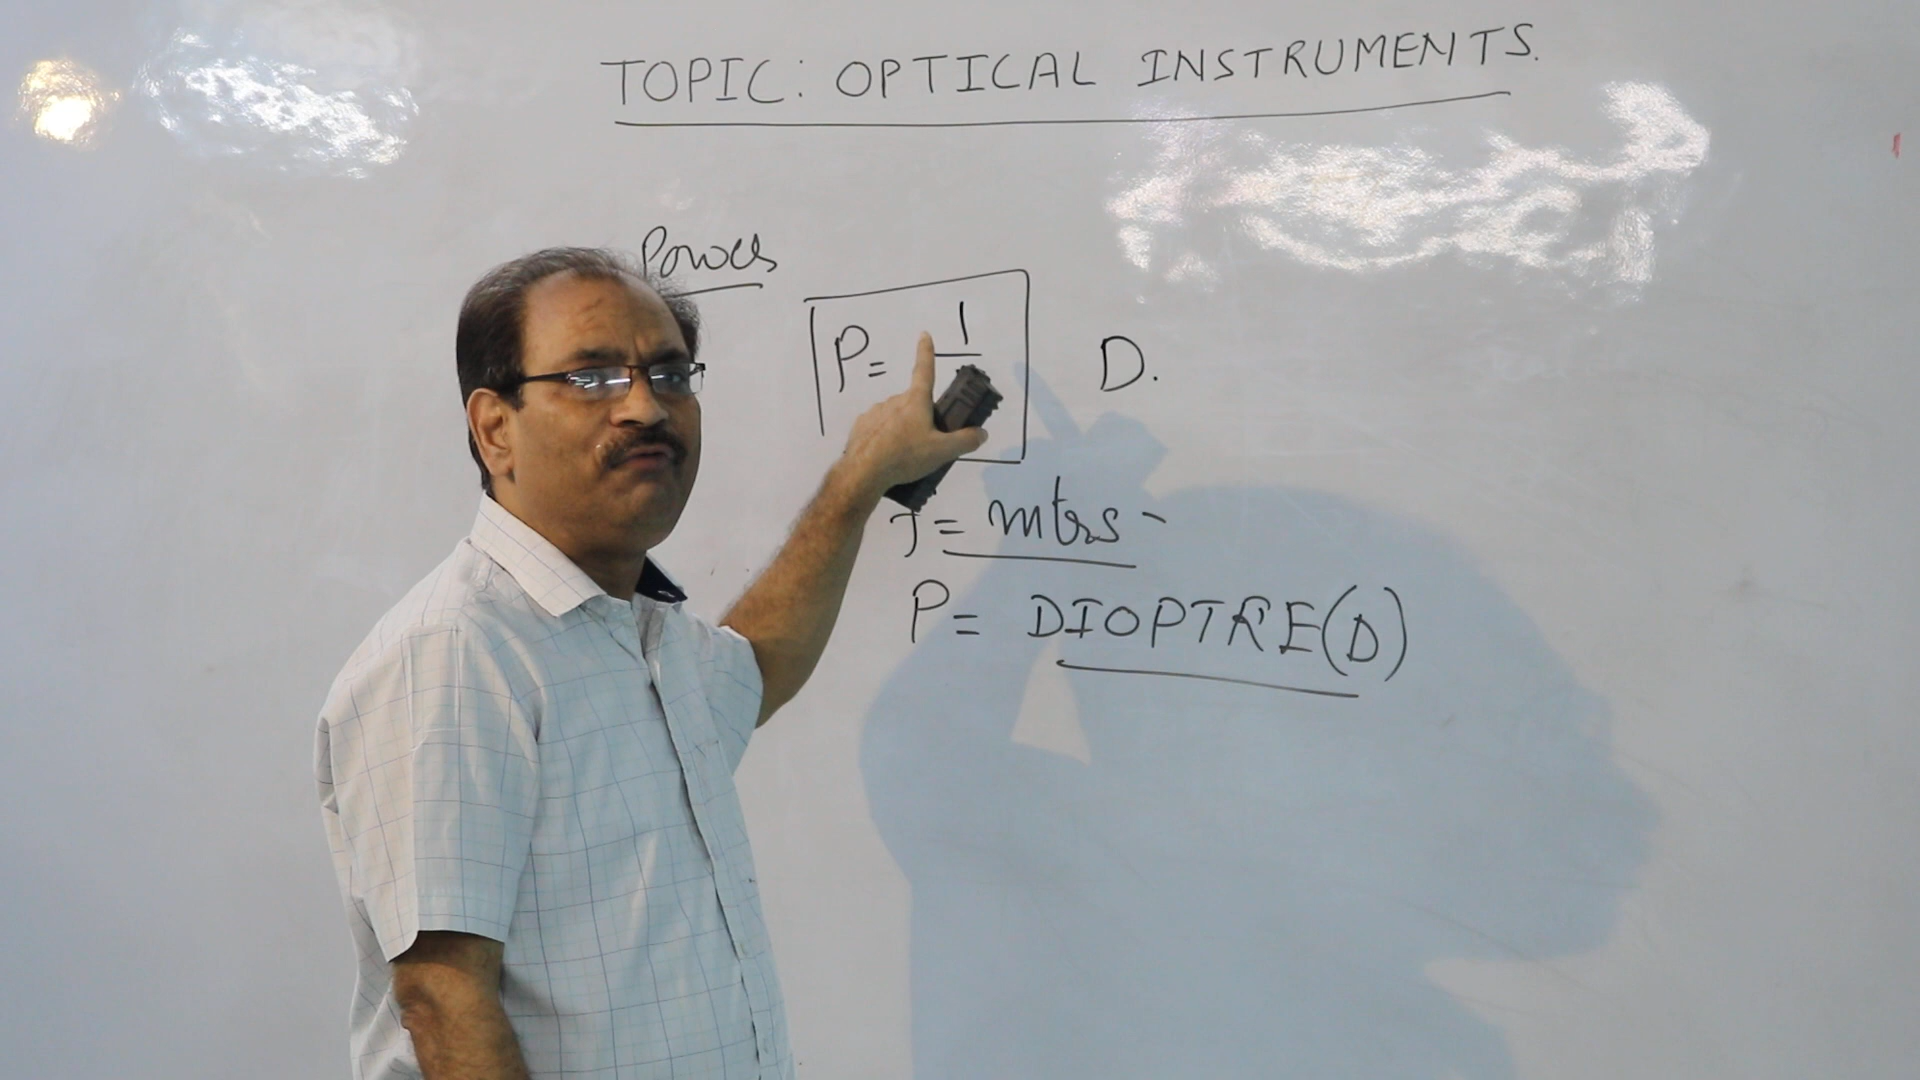 TOPIC: OPTICAL INSTRUMENTS.
Power
P = 1 D.
f = mtrs -
P = DIOPTRE(D)